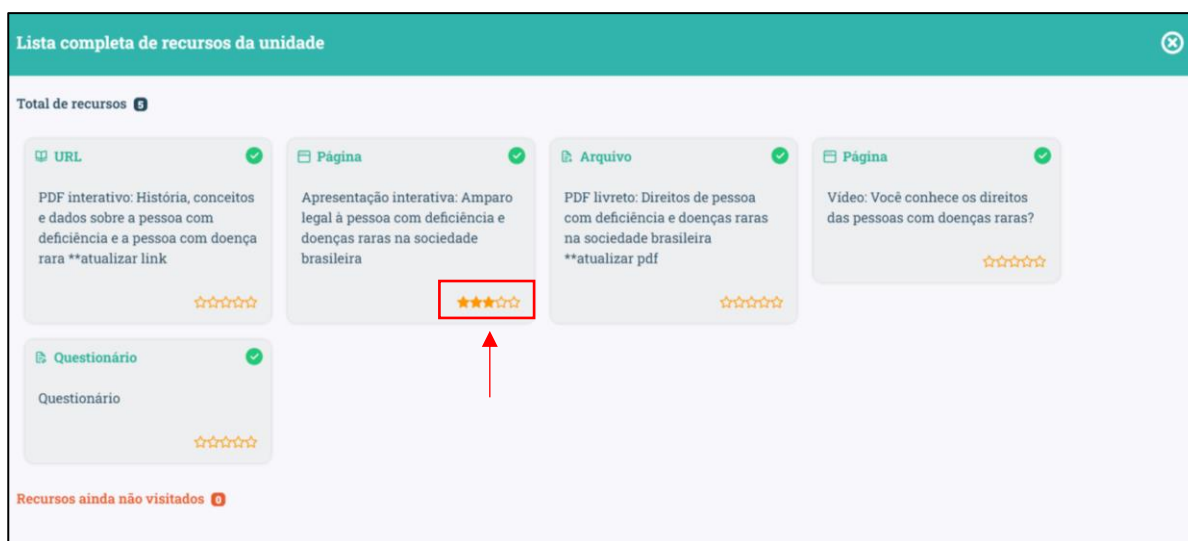 Lista completa de recursos da unidade
Total de recursos 5
URL
PDF interativo: História, conceitos
e dados sobre a pessoa com
deficiência e a pessoa com doença
rara **atualizar link
Página
Apresentação interativa: Amparo
legal à pessoa com deficiência e
doenças raras na sociedade
brasileira
Arquivo
PDF livreto: Direitos de pessoa
com deficiência e doenças raras
na sociedade brasileira
**atualizar pdf
Página
Vídeo: Você conhece os direitos
das pessoas com doenças raras?
Questionário
Questionário
Recursos ainda não visitados 0